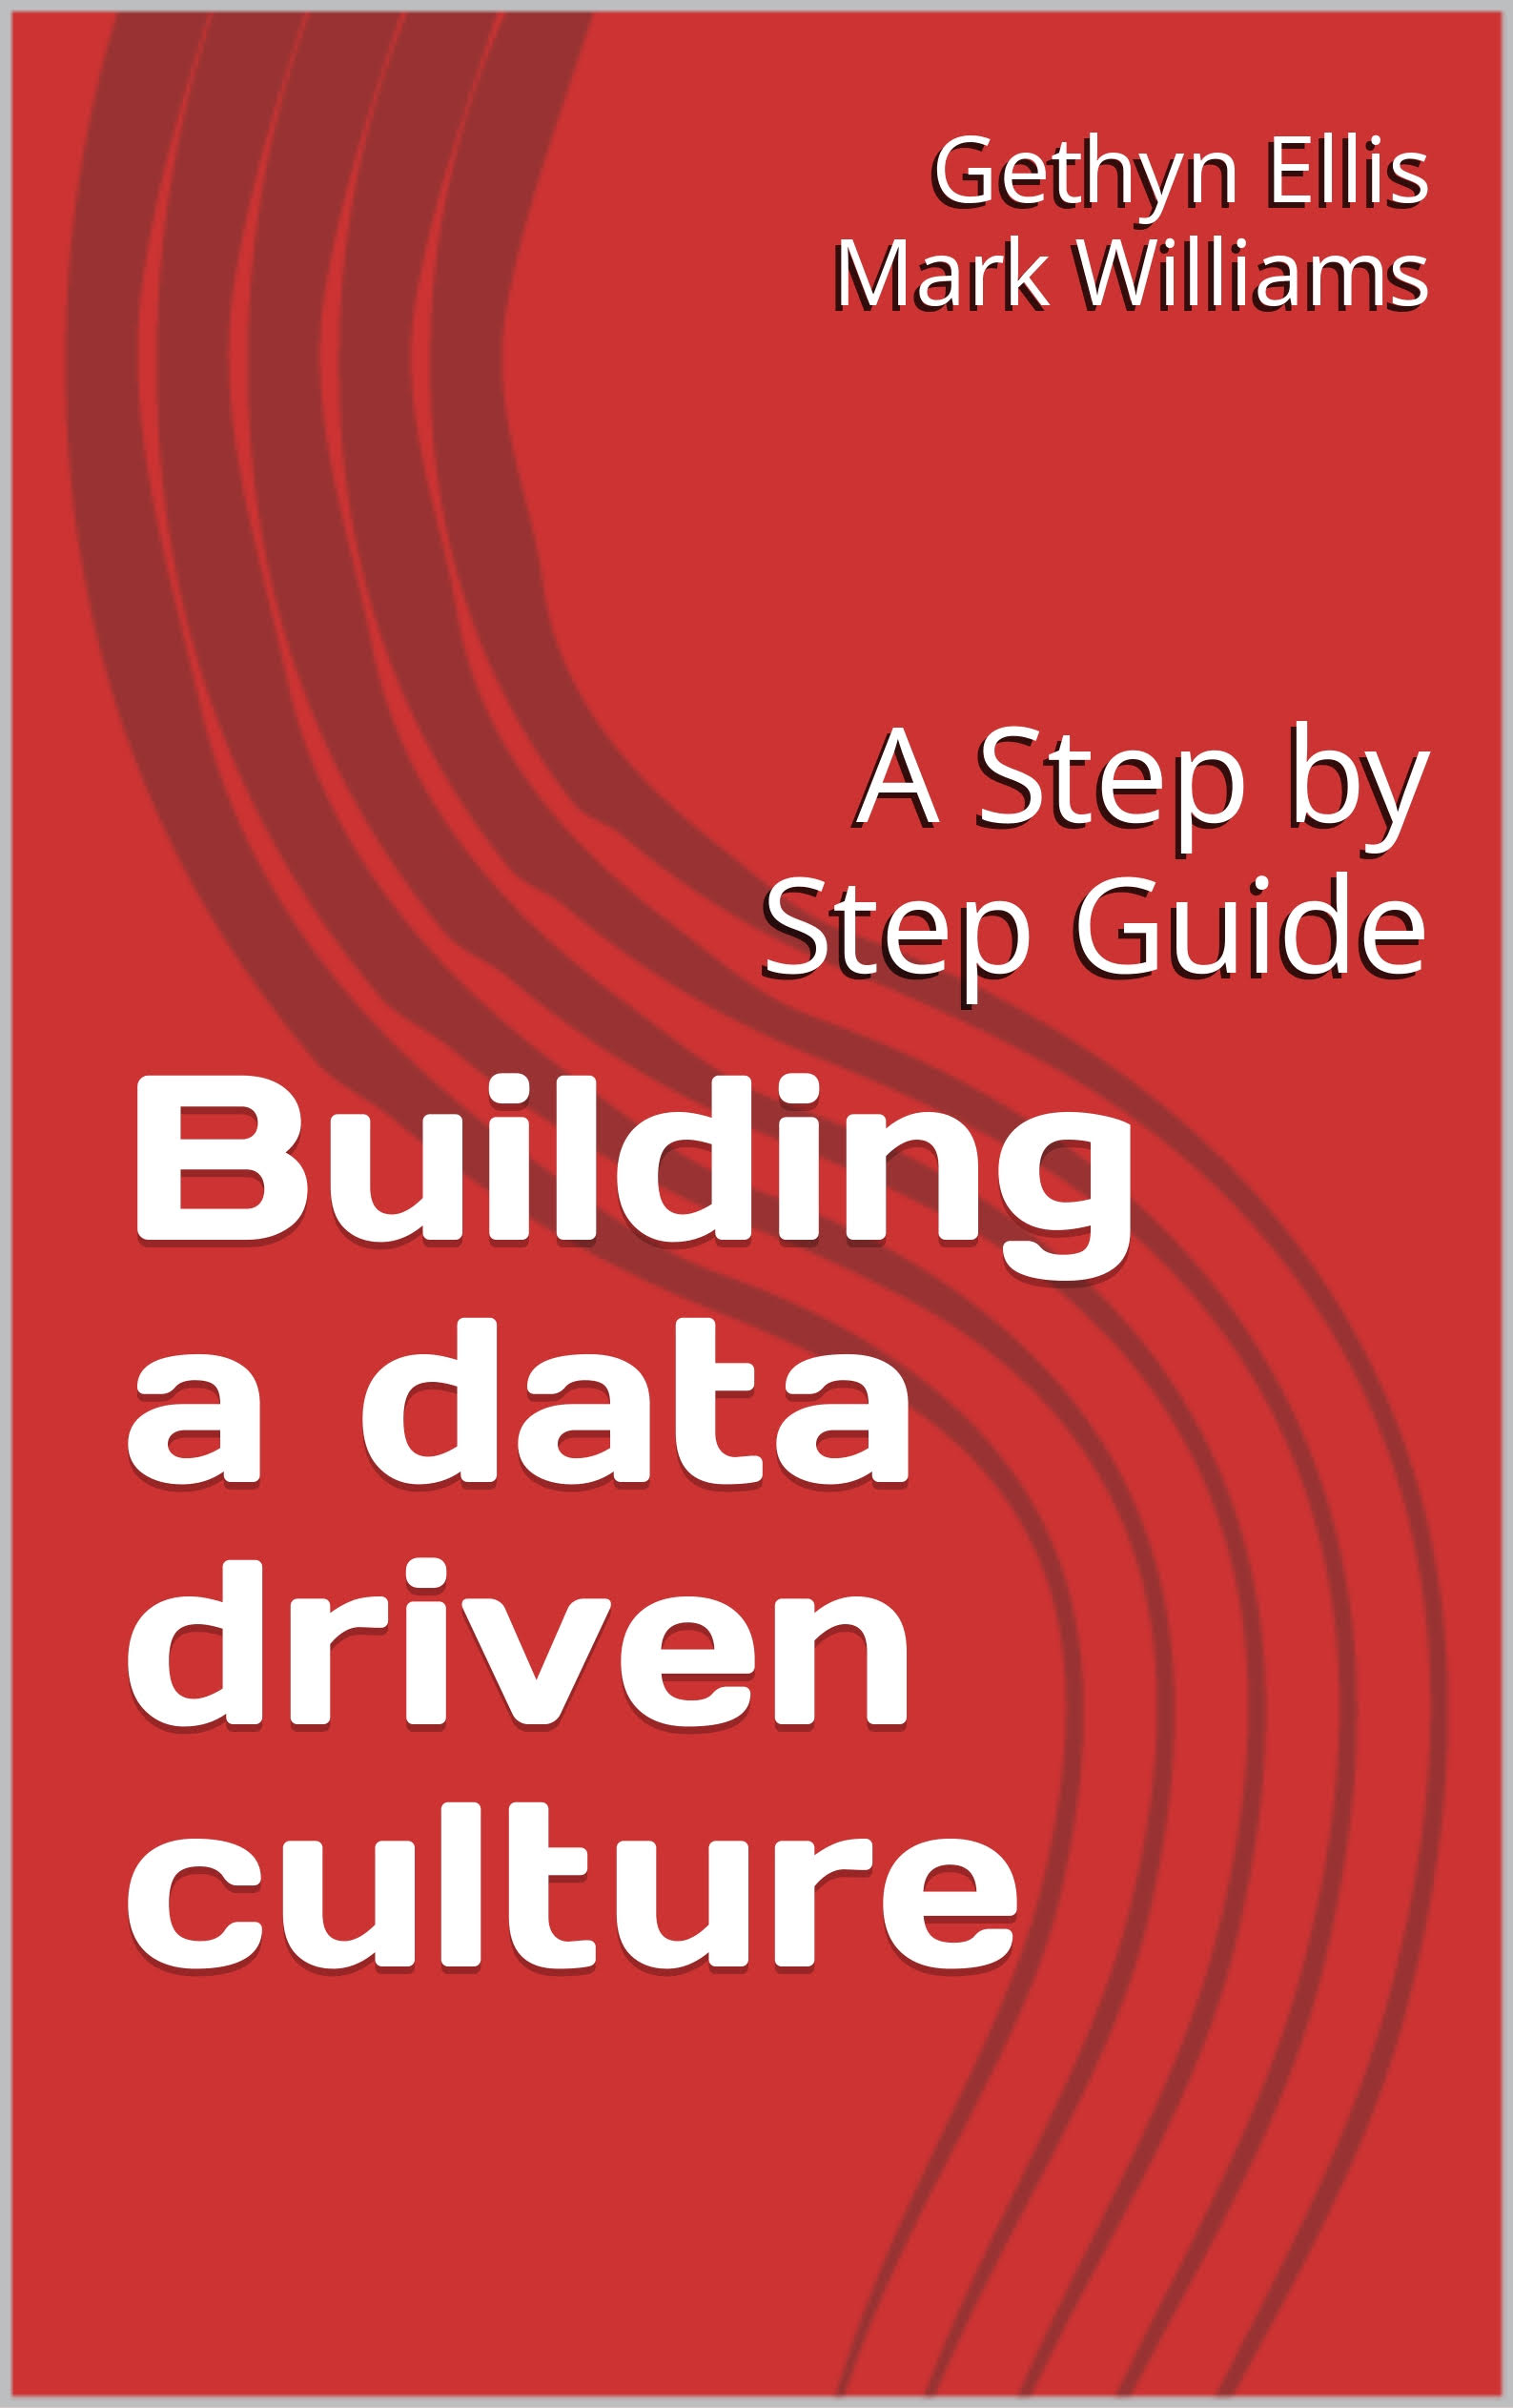 Gethyn Ellis
Mark Williams
A Step by
Step Guide
Building
a data
driven
culture